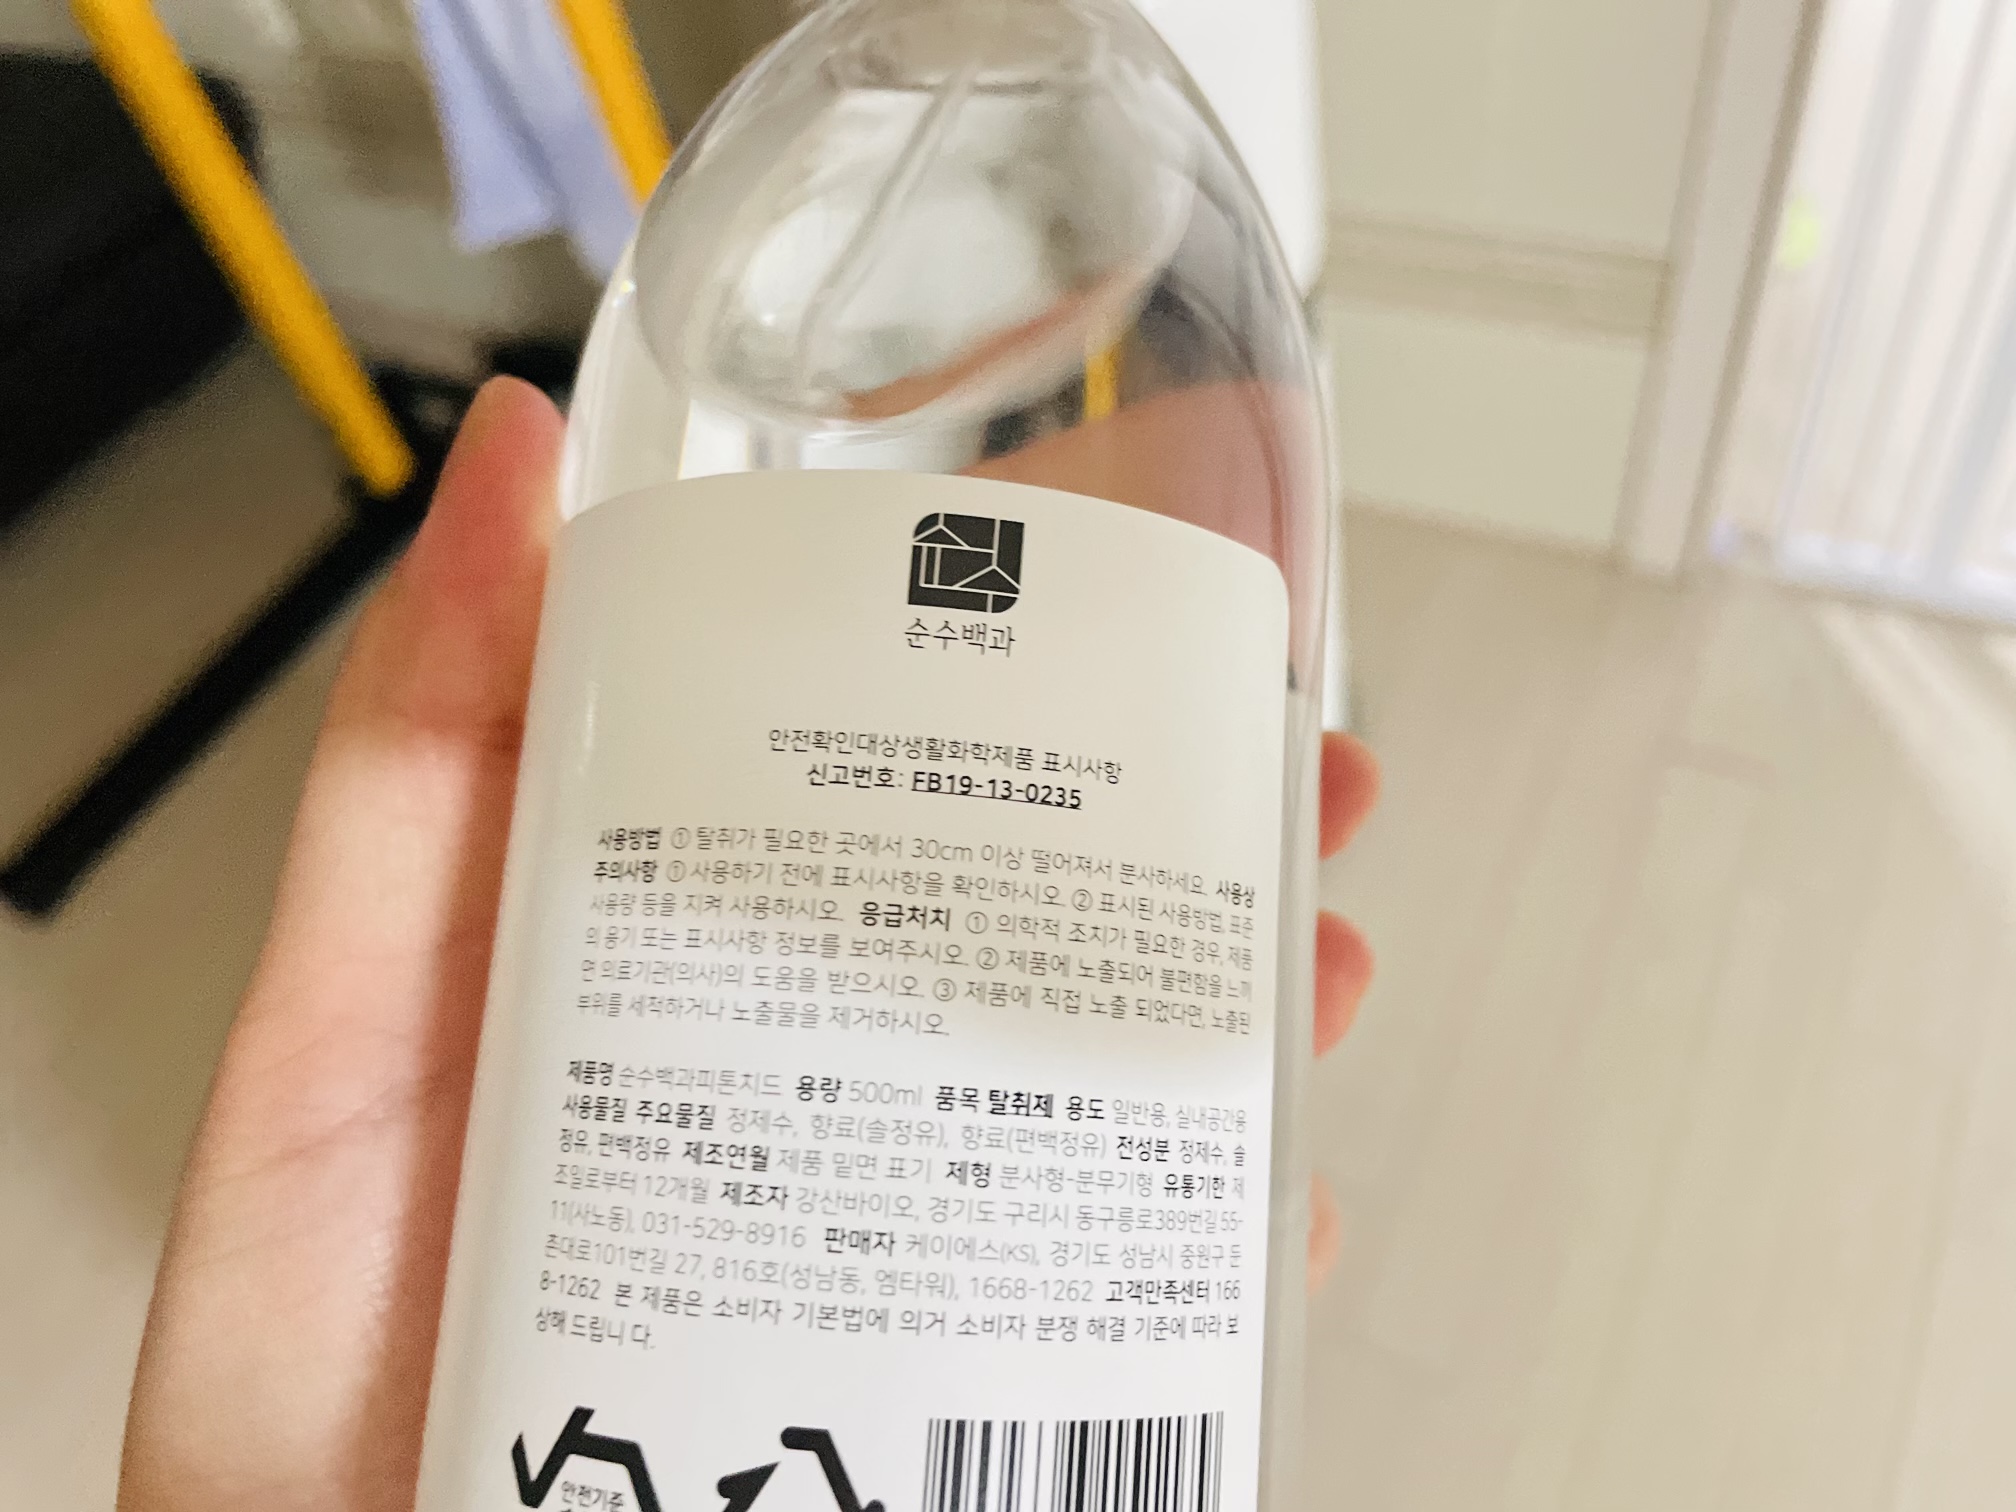 순수백과
안전확인대상생활화학제품 표시사항
신고번호: FB19-13-0235
사용방법 ① 탈취가 필요한 곳에서 30cm 이상 떨어져서 분사하세요. 사용상
주의사항 ① 사용하기 전에 표시사항을 확인하시오. ② 표시된 사용방법, 표준
사용량 등을 지켜 사용하시오. 응급처치 ① 의학적 조치가 필요한 경우, 제품
의 용기 또는 표시사항 정보를 보여주시오. ② 제품에 노출되어 불편함을 느끼
면 의료기관(의사)의 도움을 받으시오. ③ 제품에 직접 노출 되었다면, 노출된
부위를 세척하거나 노출물을 제거하시오.
제품명 순수백과피톤치드 용량 500ml 품목 탈취제 용도 일반용, 실내공간용
사용물질 주요물질 정제수, 향료(솔정유), 향료(편백정유) 전성분 정제수, 솔
정유, 편백정유 제조연월 제품 밑면 표기 제형 분사형-분무기형 유통기한 제
조일로부터 12개월 제조자 강산바이오, 경기도 구리시 동구릉로389번길 55-
11(사노동), 031-529-8916 판매자 케이에스(KS), 경기도 성남시 중원구 둔
촌대로101번길 27, 816호(성남동, 엠타워), 1668-1262 고객만족센터 166
8-1262 본 제품은 소비자 기본법에 의거 소비자 분쟁 해결 기준에 따라 보
상해 드립니 다.
안전기준